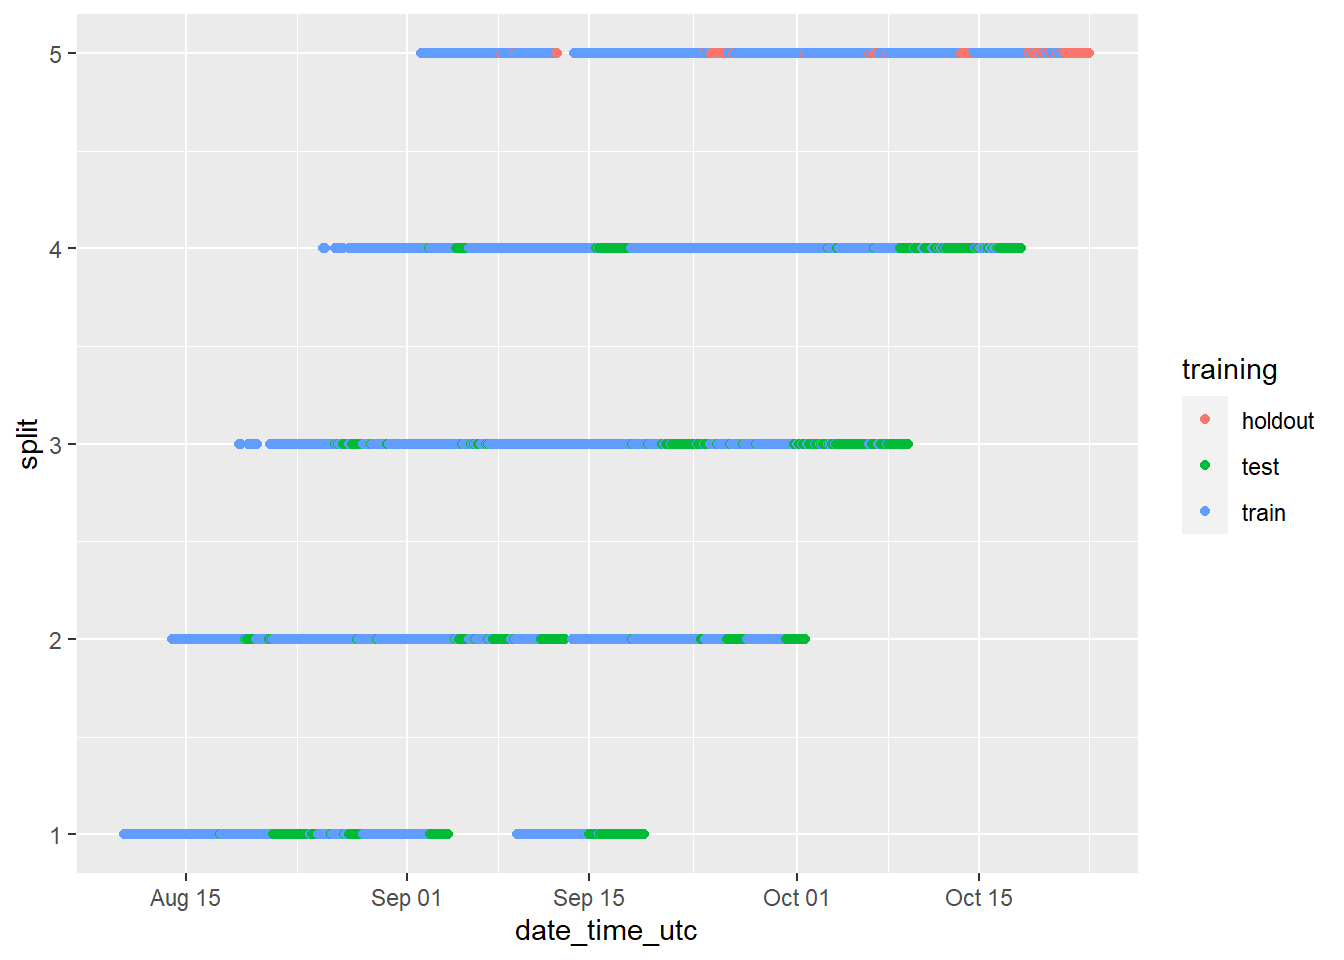 5
4
3
2
1
split
Aug 15
Sep 01
Sep 15
Oct 01
Oct 15
date_time_utc
training
holdout
test
train